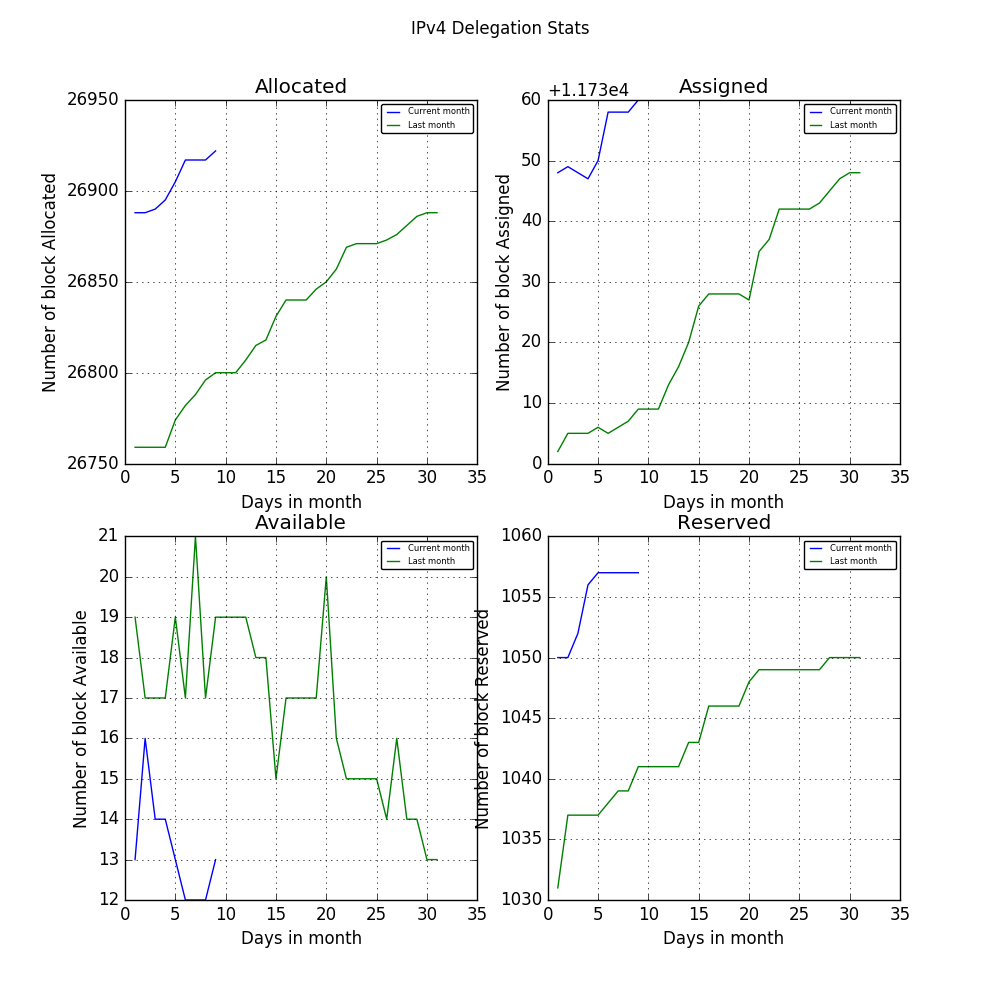 IPv4 Delegation Stats
Allocated
26950
26900
26850
26800
26750
0 5 10 15 20 25 30 35
Number of block Allocated
Days in month
Current month
Last month
+1.173e4
Assigned
60
50
40
30
20
10
0
0 5 10 15 20 25 30 35
Number of block Assigned
Days in month
Current month
Last month
Available
21
20
19
18
17
16
15
14
13
12
0 5 10 15 20 25 30 35
Number of block Available
Days in month
Current month
Last month
Reserved
1060
1055
1050
1045
1040
1035
1030
0 5 10 15 20 25 30 35
Number of block Reserved
Days in month
Current month
Last month